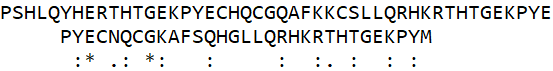 PSHLQYHERTHTGEKPYECHQCGQAFKKCSLLQRHKRTHTGEKPYE
PYECNQCGKAFSQHGLLQRHKRTHTGEKPYM
:* .: *: : : :. : : :